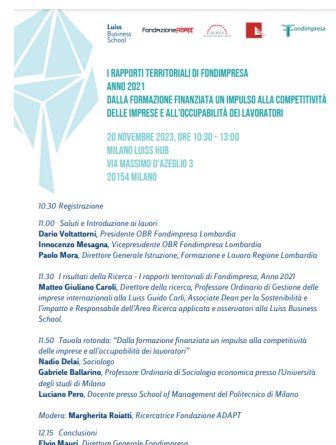 Luiss
Business
School
FondazioneADAPT
Fondimpresa
I RAPPORTI TERRITORIALI DI FONDIMPRESA
ANNO 2021
DALLA FORMAZIONE FINANZIATA UN IMPULSO ALLA COMPETITIVITÀ
DELLE IMPRESE E ALL'OCCUPABILITÀ DEI LAVORATORI
20 NOVEMBRE 2023, ORE 10:30 - 13:00
MILANO LUISS HUB
VIA MASSIMO D'AZEGLIO 3
20154 MILANO
10.30 Registrazione
11.00 Saluti e Introduzione ai lavori
Dario Voltattorni, Presidente OBR Fondimpresa Lombardia
Innocenzo Mesagna, Vicepresidente OBR Fondimpresa Lombardia
Paolo Mora, Direttore Generale Istruzione, Formazione e Lavoro Regione Lombardia
11.30 I risultati della Ricerca - I rapporti territoriali di Fondimpresa, Anno 2021
Matteo Giuliano Caroli, Direttore della ricerca, Professore Ordinario di Gestione delle
imprese internazionali alla Luiss Guido Carli, Associate Dean per la Sostenibilità e
l'impatto e Responsabile dell'Area Ricerca applicata e osservatori alla Luiss Business
School.
11.50 Tavola rotonda: "Dalla formazione finanziata un impulso alla competitività
delle imprese e all'occupabilità dei lavoratori"
Nadio Delai, Sociologo
Gabriele Ballarino, Professore Ordinario di Sociologia economica presso l'Università
degli studi di Milano
Luciano Pero, Docente presso School of Management del Politecnico di Milano
Modera: Margherita Roiatti, Ricercatrice Fondazione ADAPT
12.15 Conclusioni
Elvio Mauri, Direttore Generale Fondimpresa